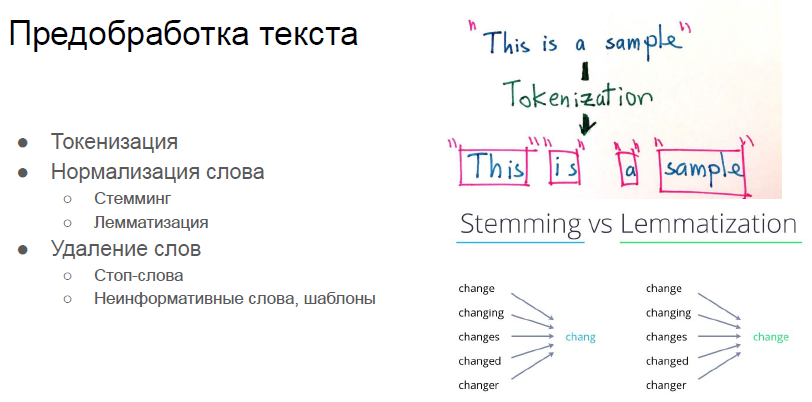 Предобработка текста
● Токенизация
● Нормализация слова
○ Стемминг
○ Лемматизация
● Удаление слов
○ Стоп-слова
○ Неинформативные слова, шаблоны
"This is a sample"
Tokenization
"This" "is" "a" "sample"
Stemming vs Lemmatization
change
changing
changes
changed
changer
chang
change
changing
changes
changed
changer
change